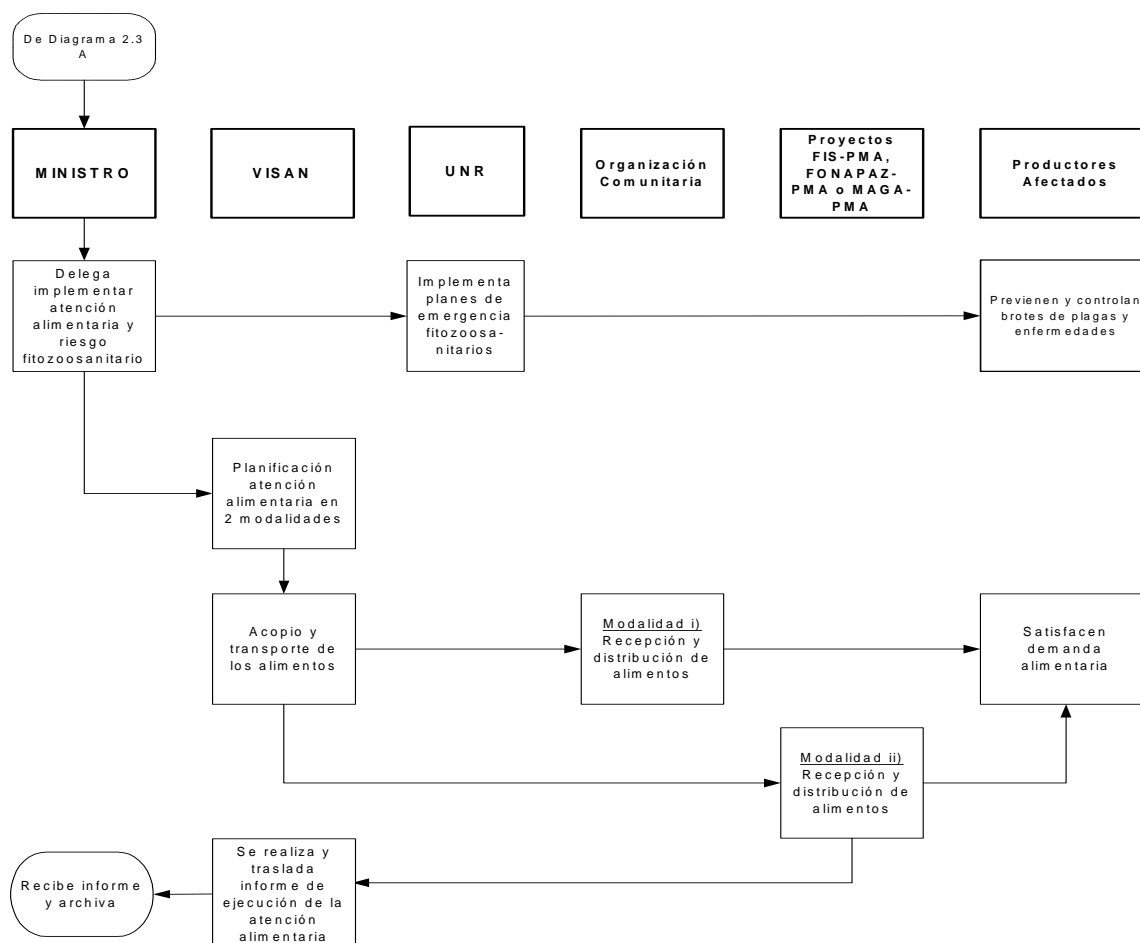 De Diagrama 2.3
A
MINISTRO
VISAN
UNR
Organización
Comunitaria
Proyectos
FIS-PMA,
FONAPAZ-
PMA o MAGA-
PMA
Productores
Afectados
Delega
implementar
atención
alimentaria y
riesgo
fitozoosanitario
Implementa
planes de
emergencia
fitozoosa-
nitarios
Previenen y controlan
brotes de plagas y
enfermedades
Planificación
atención
alimentaria en
2 modalidades
Acopio y
transporte de
los alimentos
Modalidad i)
Recepción y
distribución de
alimentos
Satisfacen
demanda
alimentaria
Modalidad ii)
Recepción y
distribución de
alimentos
Se realiza y
traslada
informe de
ejecución de la
atención
alimentaria
Recibe informe
y archiva